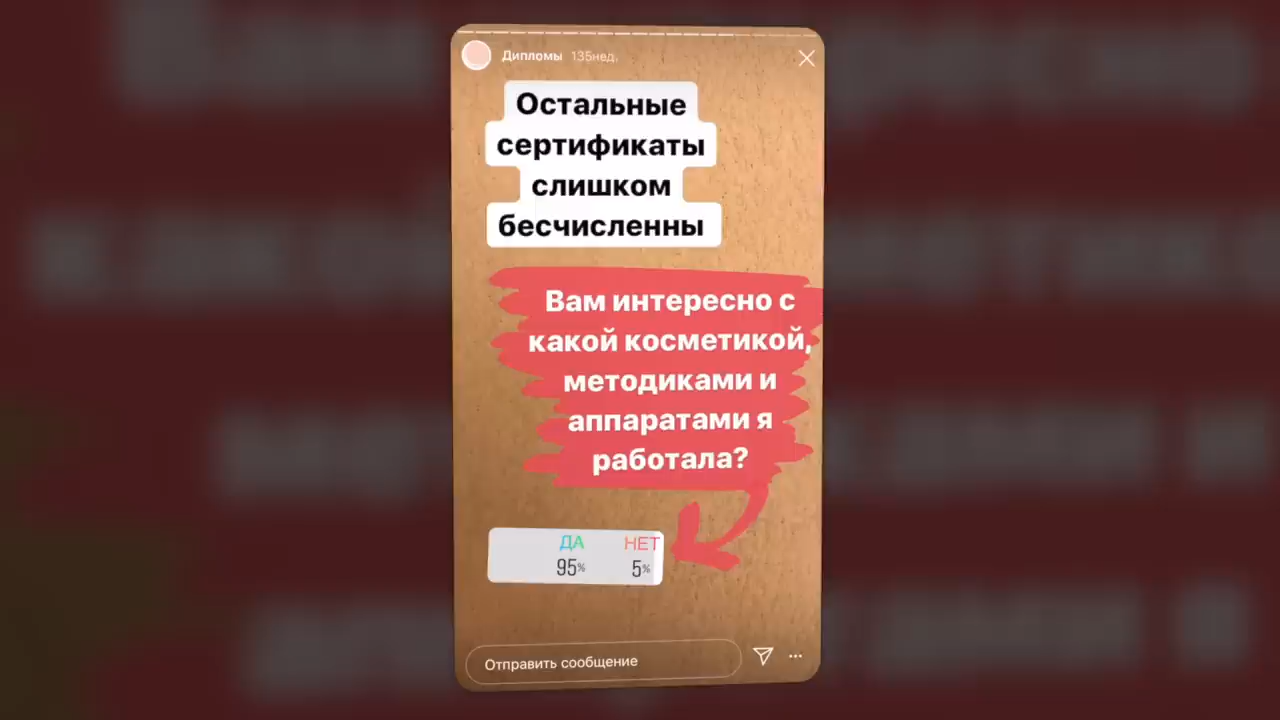 Дипломы 135нед.
Остальные
сертификаты
слишком
бесчисленны
Вам интересно с
какой косметикой,
методиками и
аппаратами я
работала?
ДА НЕТ
95% 5%
Отправить сообщение